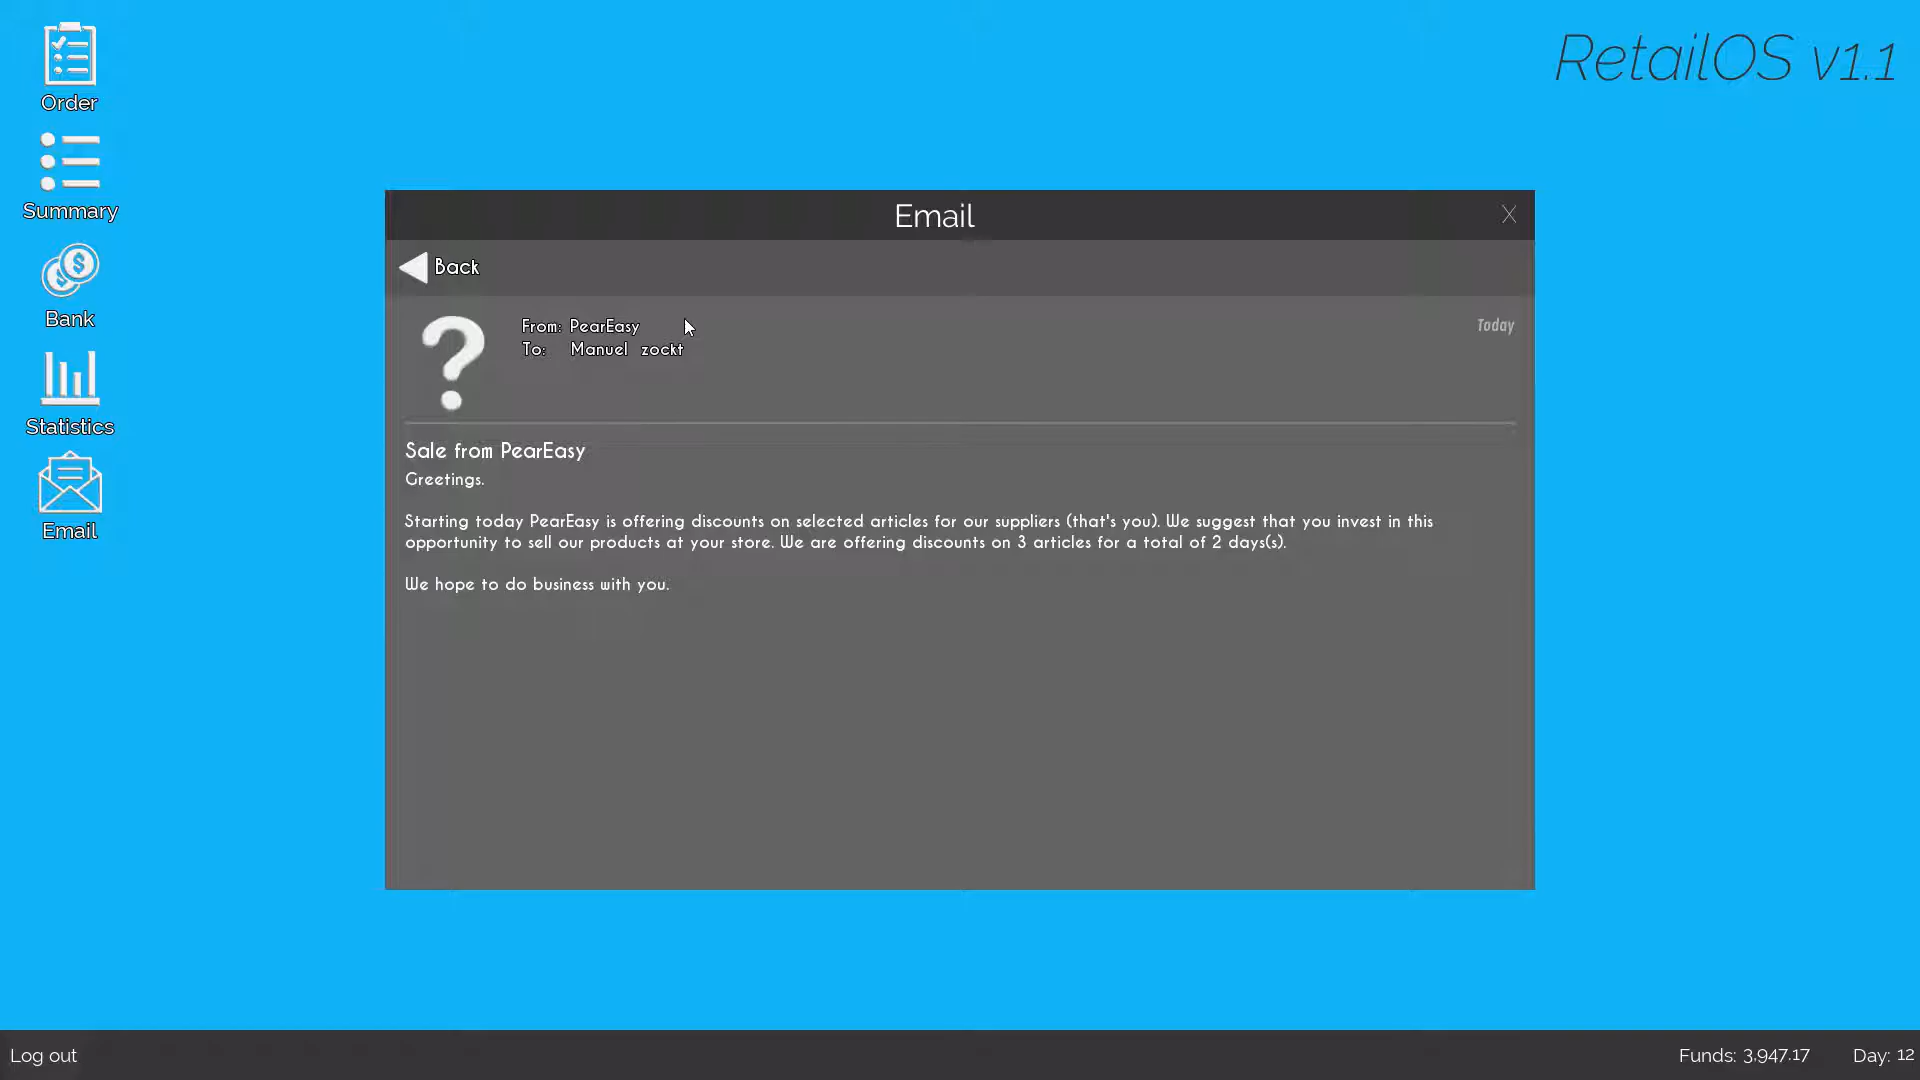 RetailOS v1.1
Order
Summary
Bank
Statistics
Email
Email
X
Back
From: PearEasy
Today
To: Manuel zockt
Sale from PearEasy
Greetings.
Starting today PearEasy is offering discounts on selected articles for our suppliers (that's you). We suggest that you invest in this
opportunity to sell our products at your store. We are offering discounts on 3 articles for a total of 2 days(s).
We hope to do business with you.
Log out
Funds: 3,947.17
Day: 12